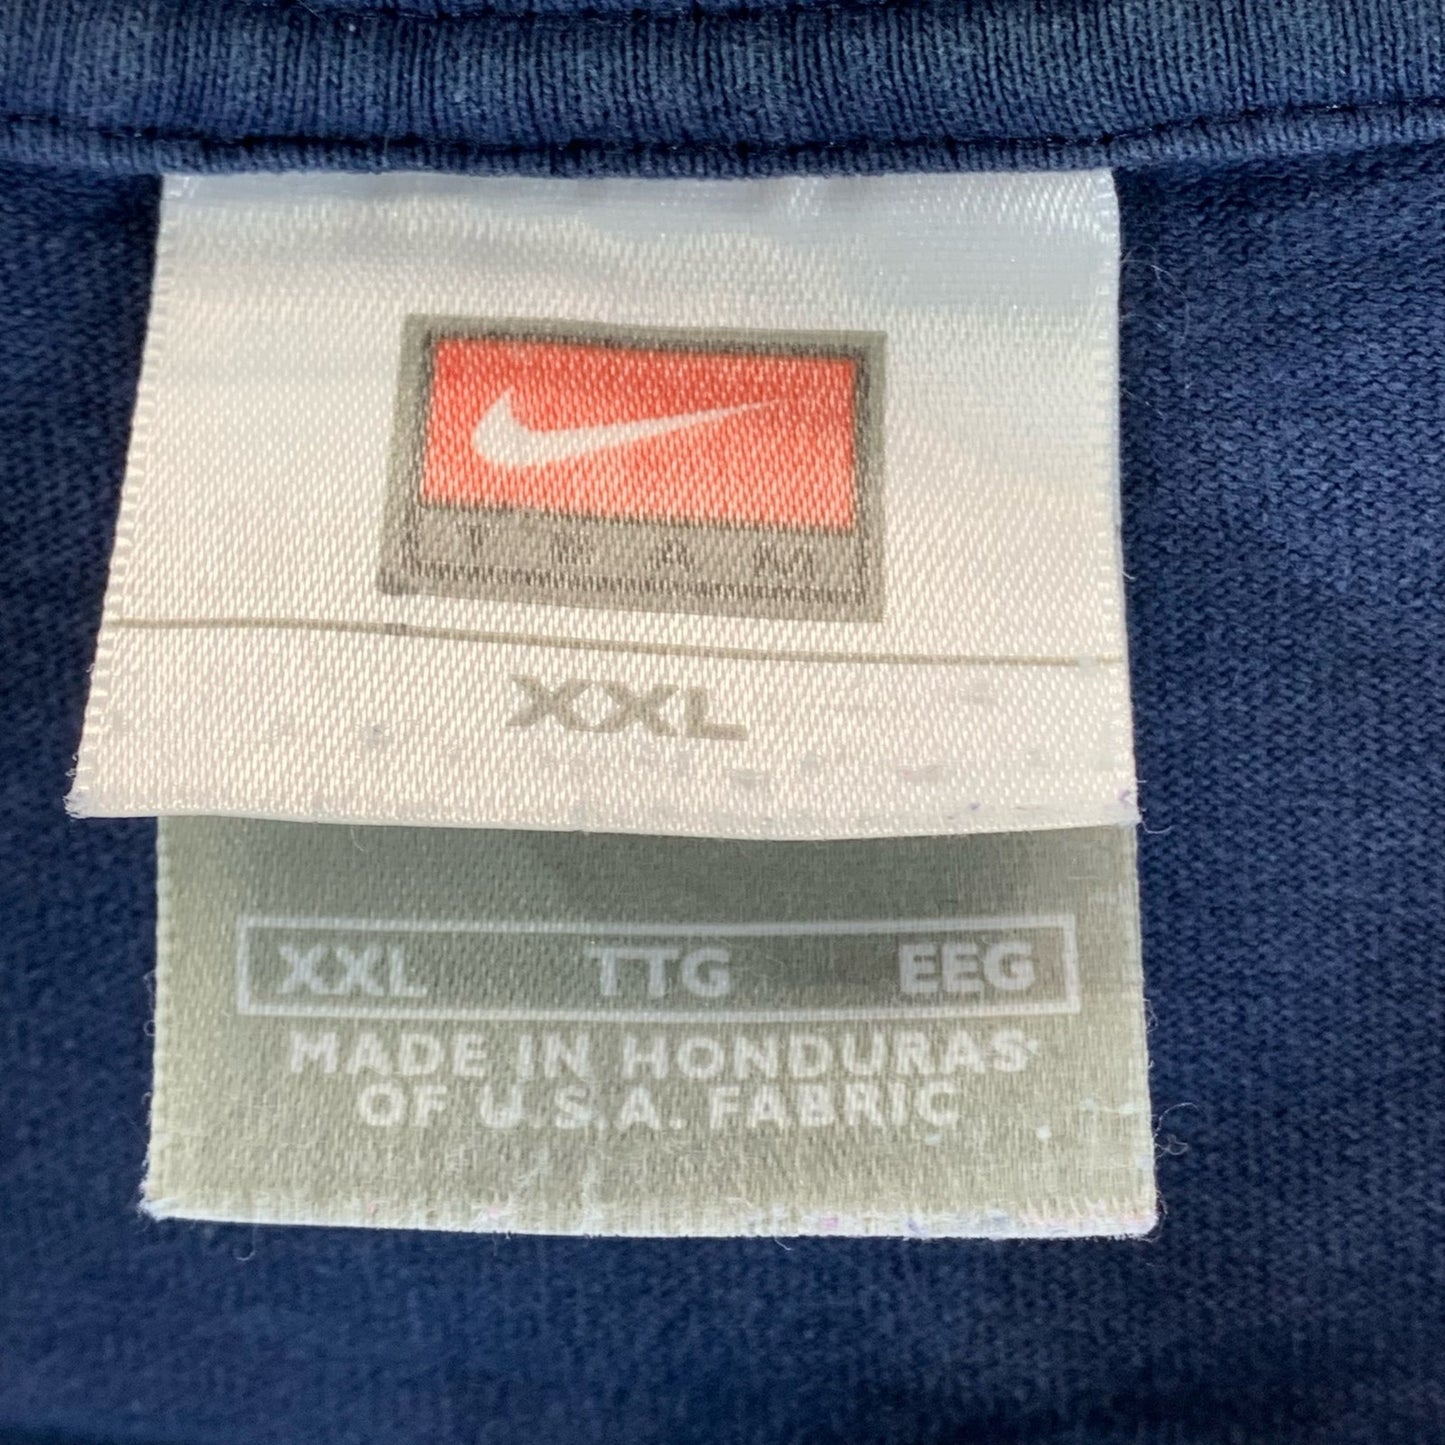 TEAM
XXL
XXL TTG EEG
MADE IN HONDURAS
OF U.S.A. FABRIC